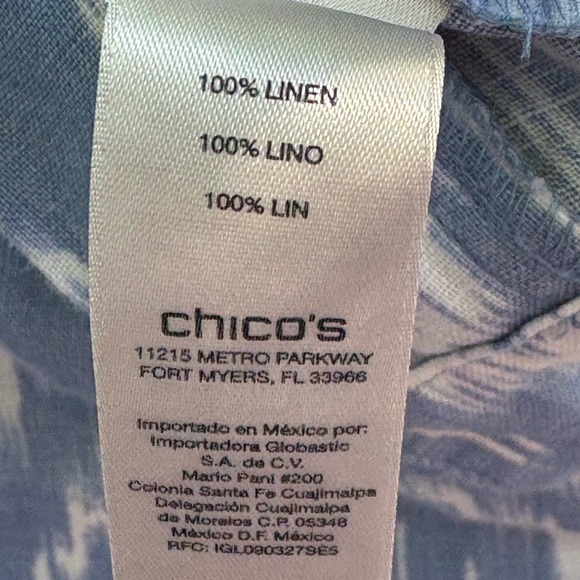 100% LINEN
100% LINO
100% LIN
chico's
11215 METRO PARKWAY
FORT MYERS, FL 33966
Importado en México por:
Importadora Globastic
S.A. de C.V.
Mario Pani #200
Colonia Santa Fe Cuajimalpa
Delegación Cuajimalpa
de Morelos C.P. 05348
México D.F. México
RFC: IGL090327SE5